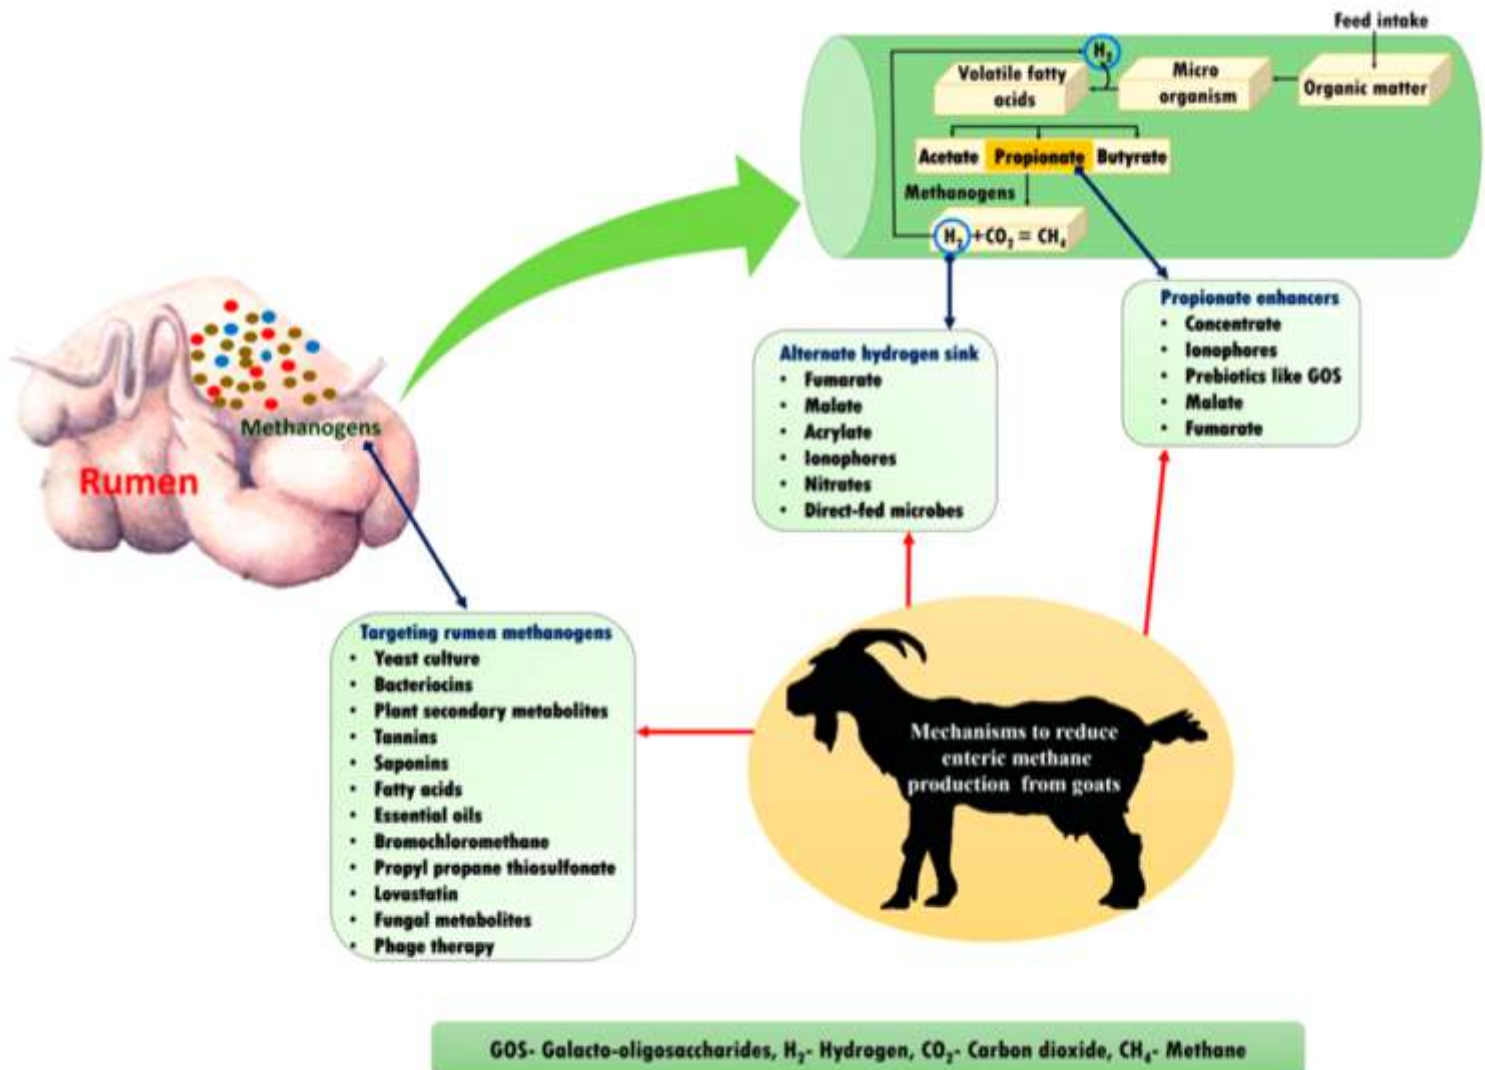 Feed intake
H₂
Volatile fatty
acids
Micro
organism
Organic matter
Acetate Propionate Butyrate
Methanogens
H₂ +CO₂ = CH₄
Propionate enhancers
• Concentrate
• Ionophores
• Prebiotics like GOS
• Malate
• Fumarate
Alternate hydrogen sink
• Fumarate
• Malate
• Acrylate
• Ionophores
• Nitrates
• Direct-fed microbes
Methanogens
Rumen
Targeting rumen methanogens
• Yeast culture
• Bacteriocins
• Plant secondary metabolites
• Tannins
• Saponins
• Fatty acids
• Essential oils
• Bromochloromethane
• Propyl propane thiosulfonate
• Lovastatin
• Fungal metabolites
• Phage therapy
Mechanisms to reduce
enteric methane
production from goats
GOS- Galacto-oligosaccharides, H₂- Hydrogen, CO₂- Carbon dioxide, CH₄- Methane